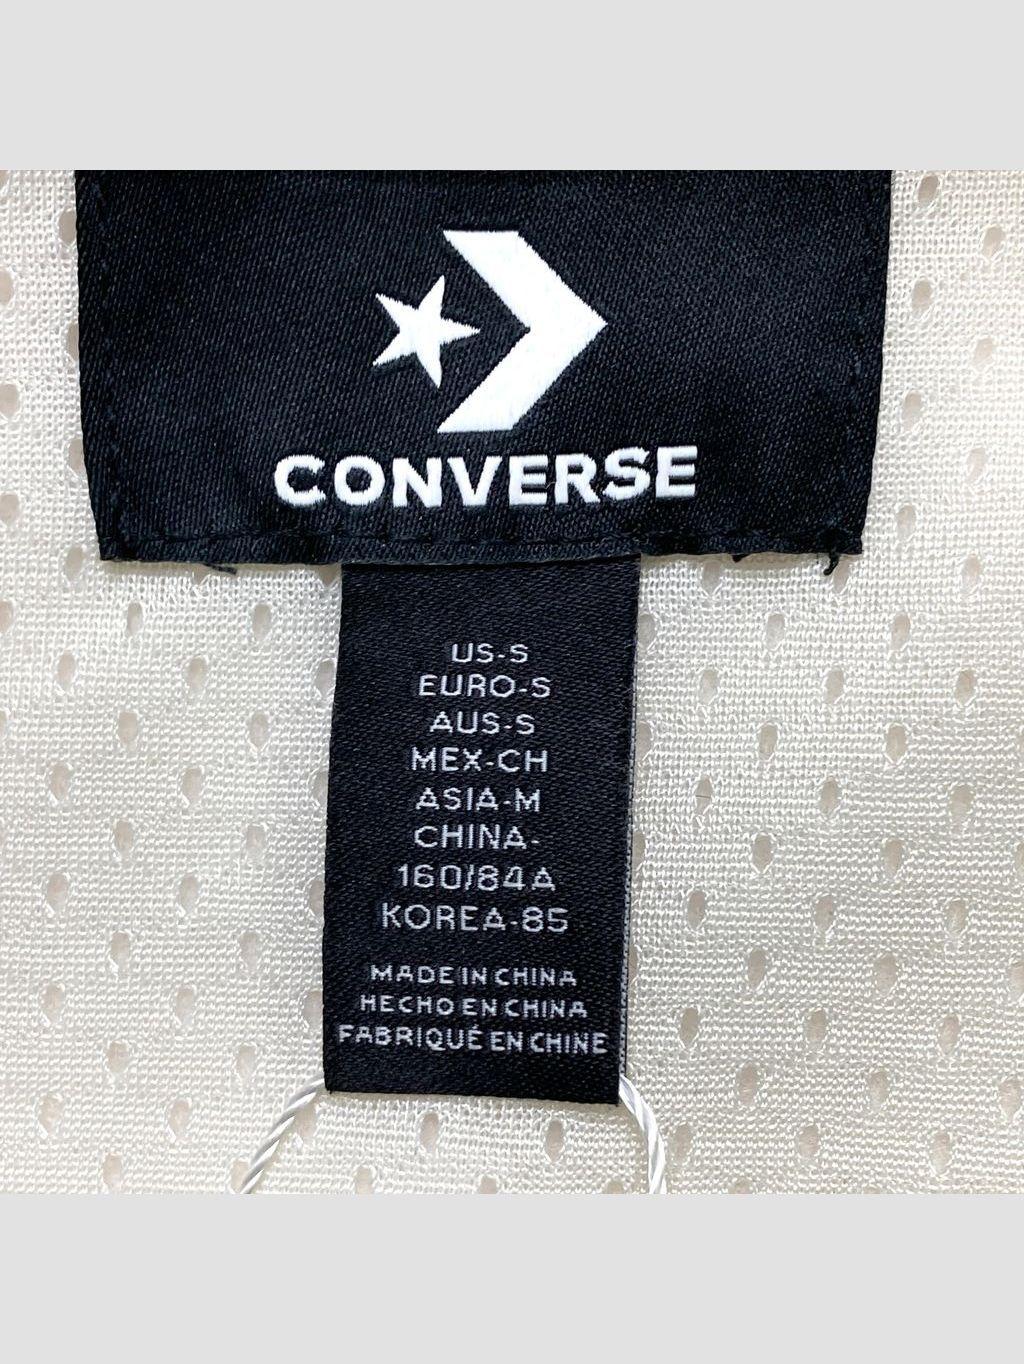 CONVERSE
US-S
EURO-S
AUS-S
MEX-CH
ASIA-M
CHINA-
160/84A
KOREA-85
MADE IN CHINA
HECHO EN CHINA
FABRIQUÉ EN CHINE